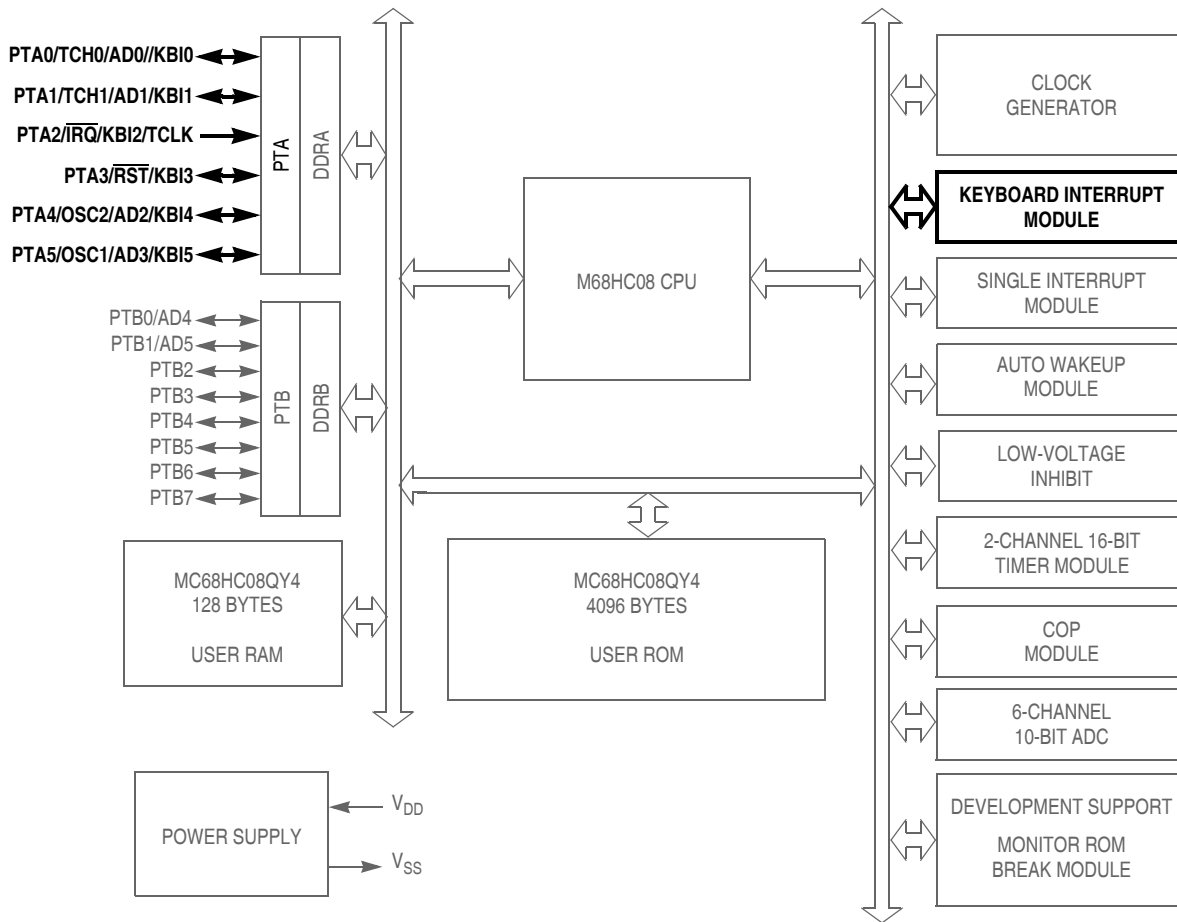 PTA0/TCH0/AD0//KBI0
PTA1/TCH1/AD1/KBI1
PTA2/IRQ/KBI2/TCLK
PTA3/RST/KBI3
PTA4/OSC2/AD2/KBI4
PTA5/OSC1/AD3/KBI5
PTA
DDRA
PTB0/AD4
PTB1/AD5
PTB2
PTB3
PTB4
PTB5
PTB6
PTB7
PTB
DDRB
M68HC08 CPU
MC68HC08QY4
128 BYTES
USER RAM
MC68HC08QY4
4096 BYTES
USER ROM
POWER SUPPLY
VDD
VSS
CLOCK
GENERATOR
KEYBOARD INTERRUPT
MODULE
SINGLE INTERRUPT
MODULE
AUTO WAKEUP
MODULE
LOW-VOLTAGE
INHIBIT
2-CHANNEL 16-BIT
TIMER MODULE
COP
MODULE
6-CHANNEL
10-BIT ADC
DEVELOPMENT SUPPORT
MONITOR ROM
BREAK MODULE